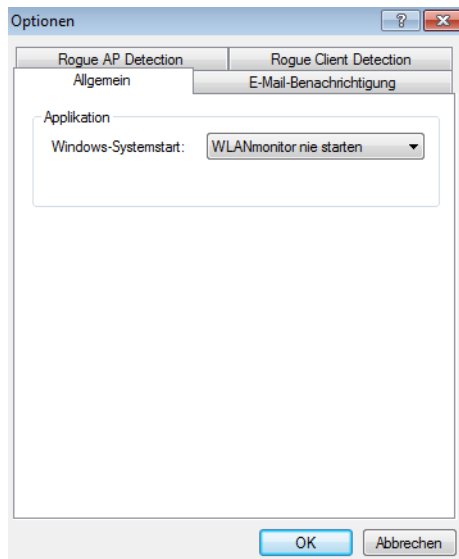 Optionen
Rogue AP Detection
Rogue Client Detection
Allgemein
E-Mail-Benachrichtigung
Applikation
Windows-Systemstart: WLANmonitor nie starten
OK Abbrechen